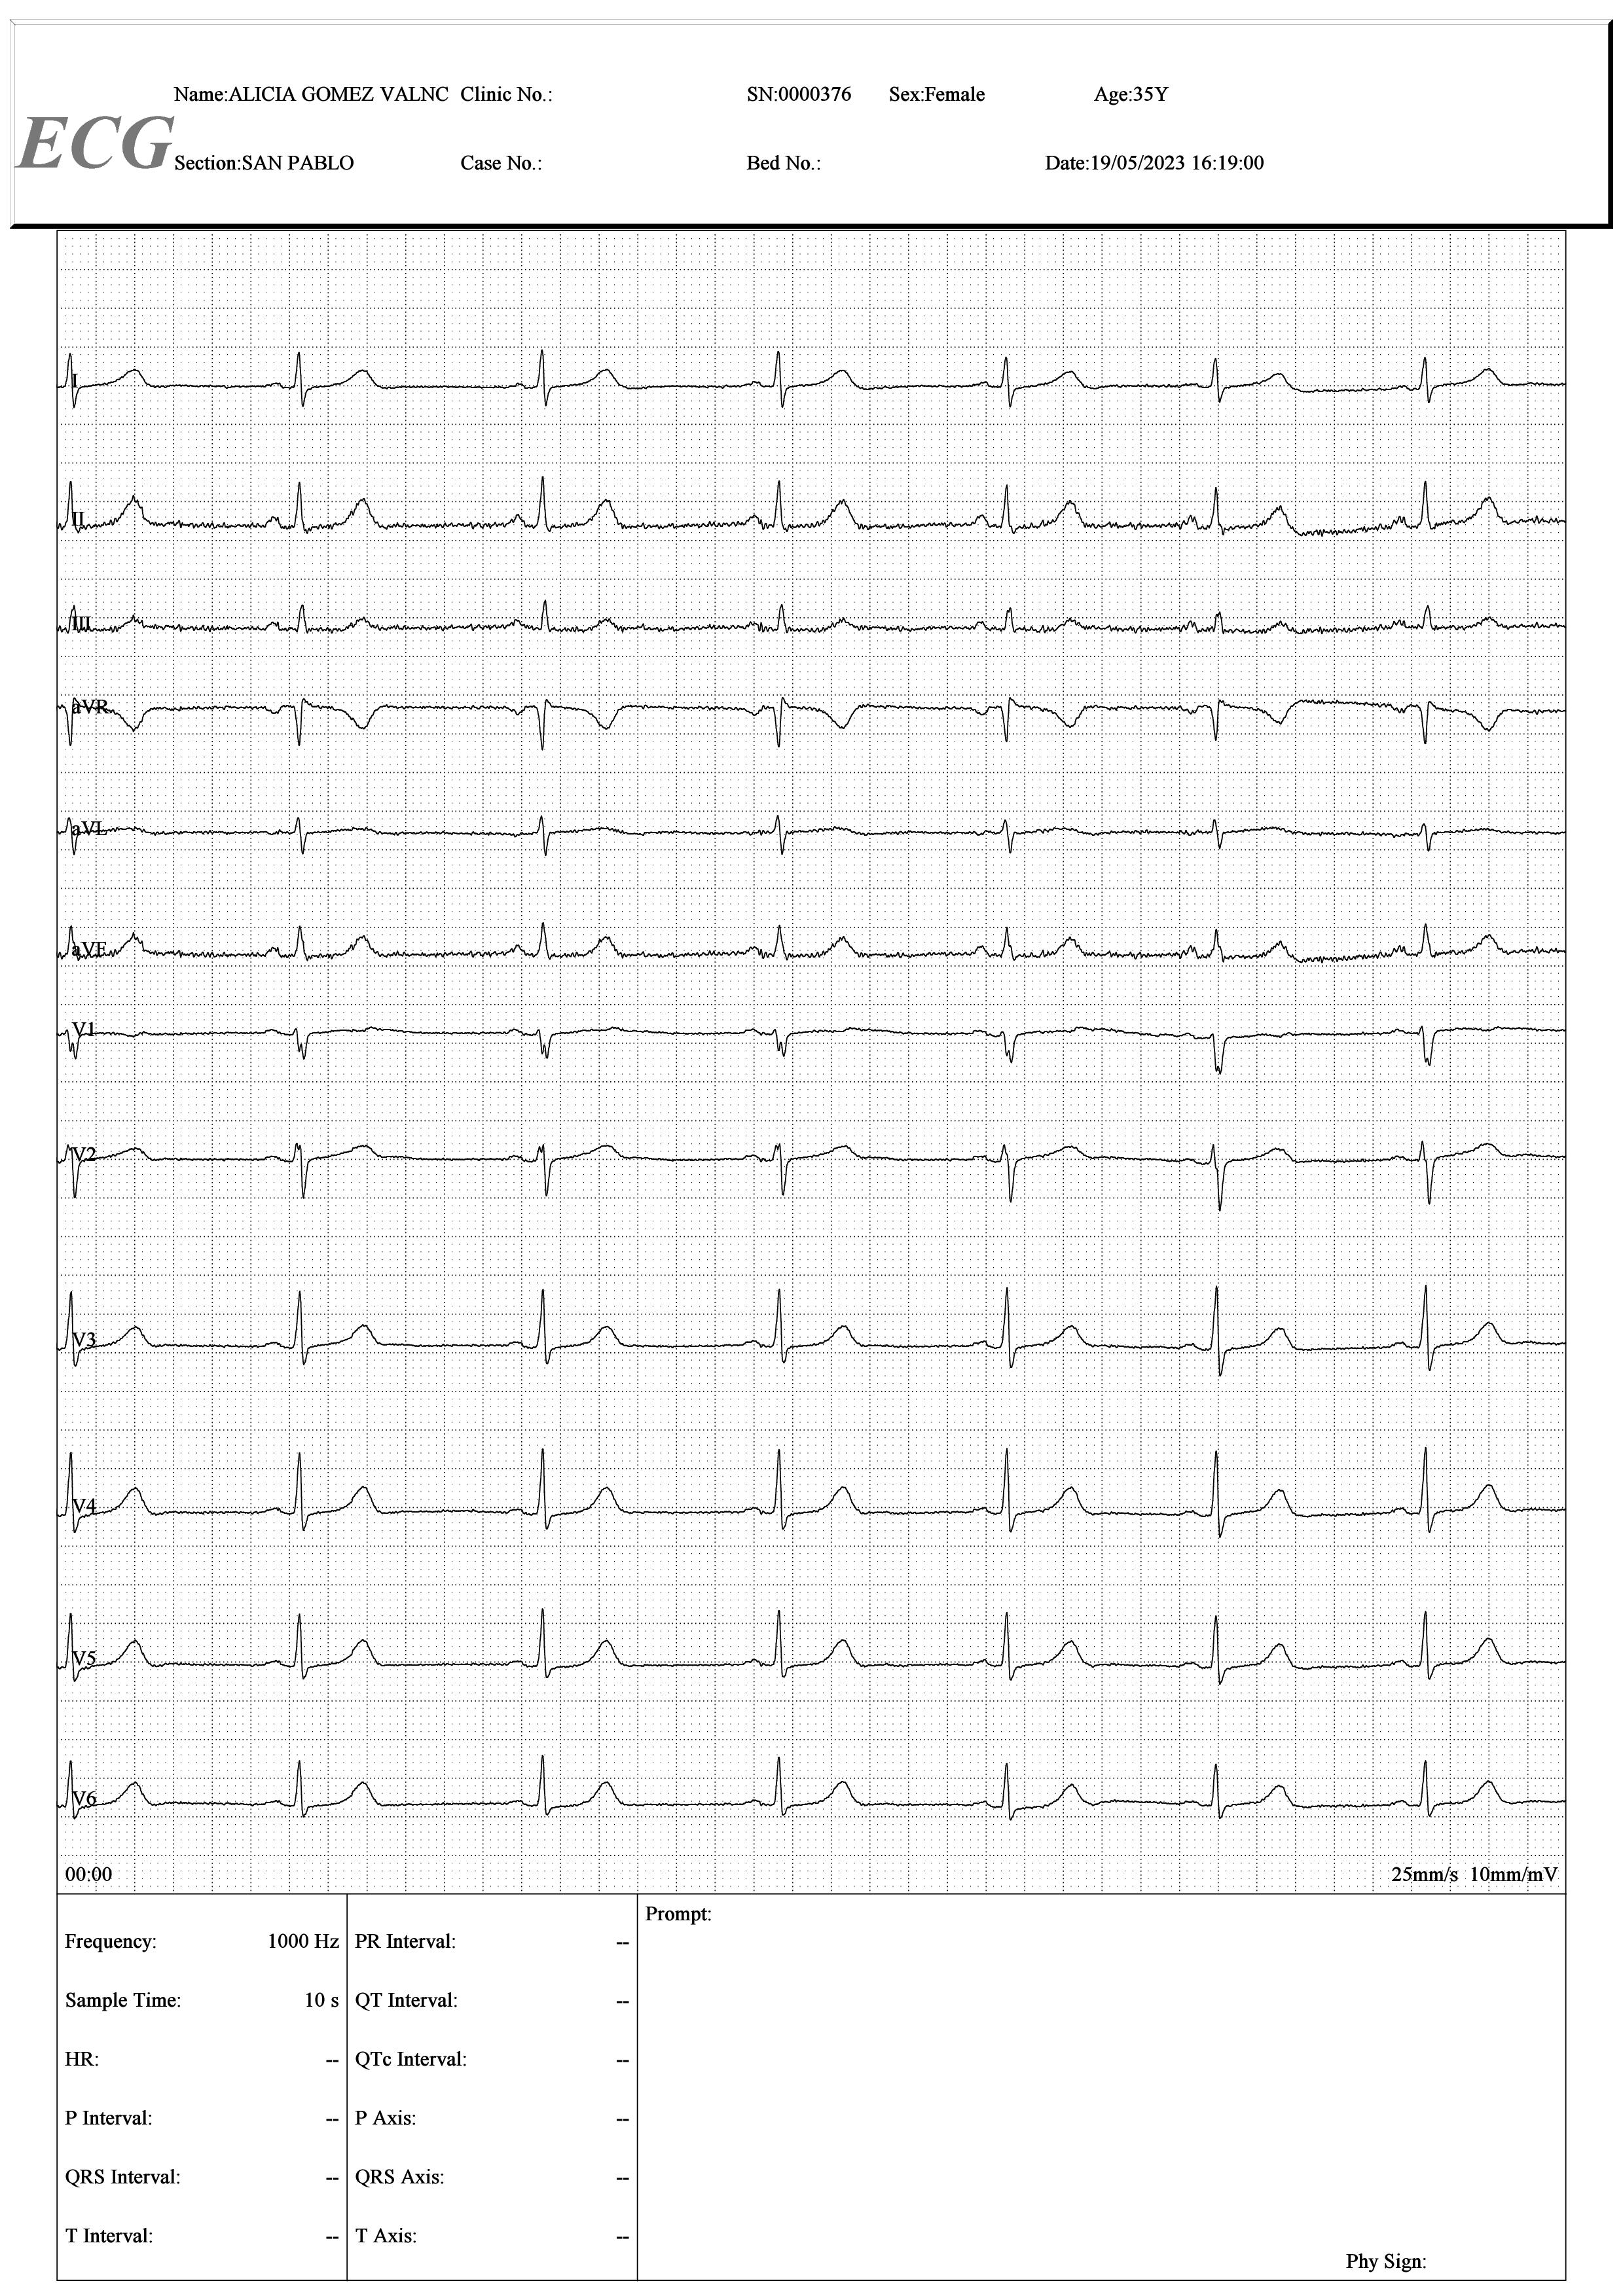 Name:ALICIA GOMEZ VALNC Clinic No.: SN:0000376 Sex:Female Age:35Y
ECG
Section:SAN PABLO Case No.: Bed No.: Date:19/05/2023 16:19:00
I
II
III
aVR
aVL
aVF
V1
V2
V3
V4
V5
V6
00:00 25mm/s 10mm/mV
Prompt:
Frequency: 1000 Hz PR Interval: --
Sample Time: 10 s QT Interval: --
HR: -- QTc Interval: --
P Interval: -- P Axis: --
QRS Interval: -- QRS Axis: --
T Interval: -- T Axis: --
Phy Sign: